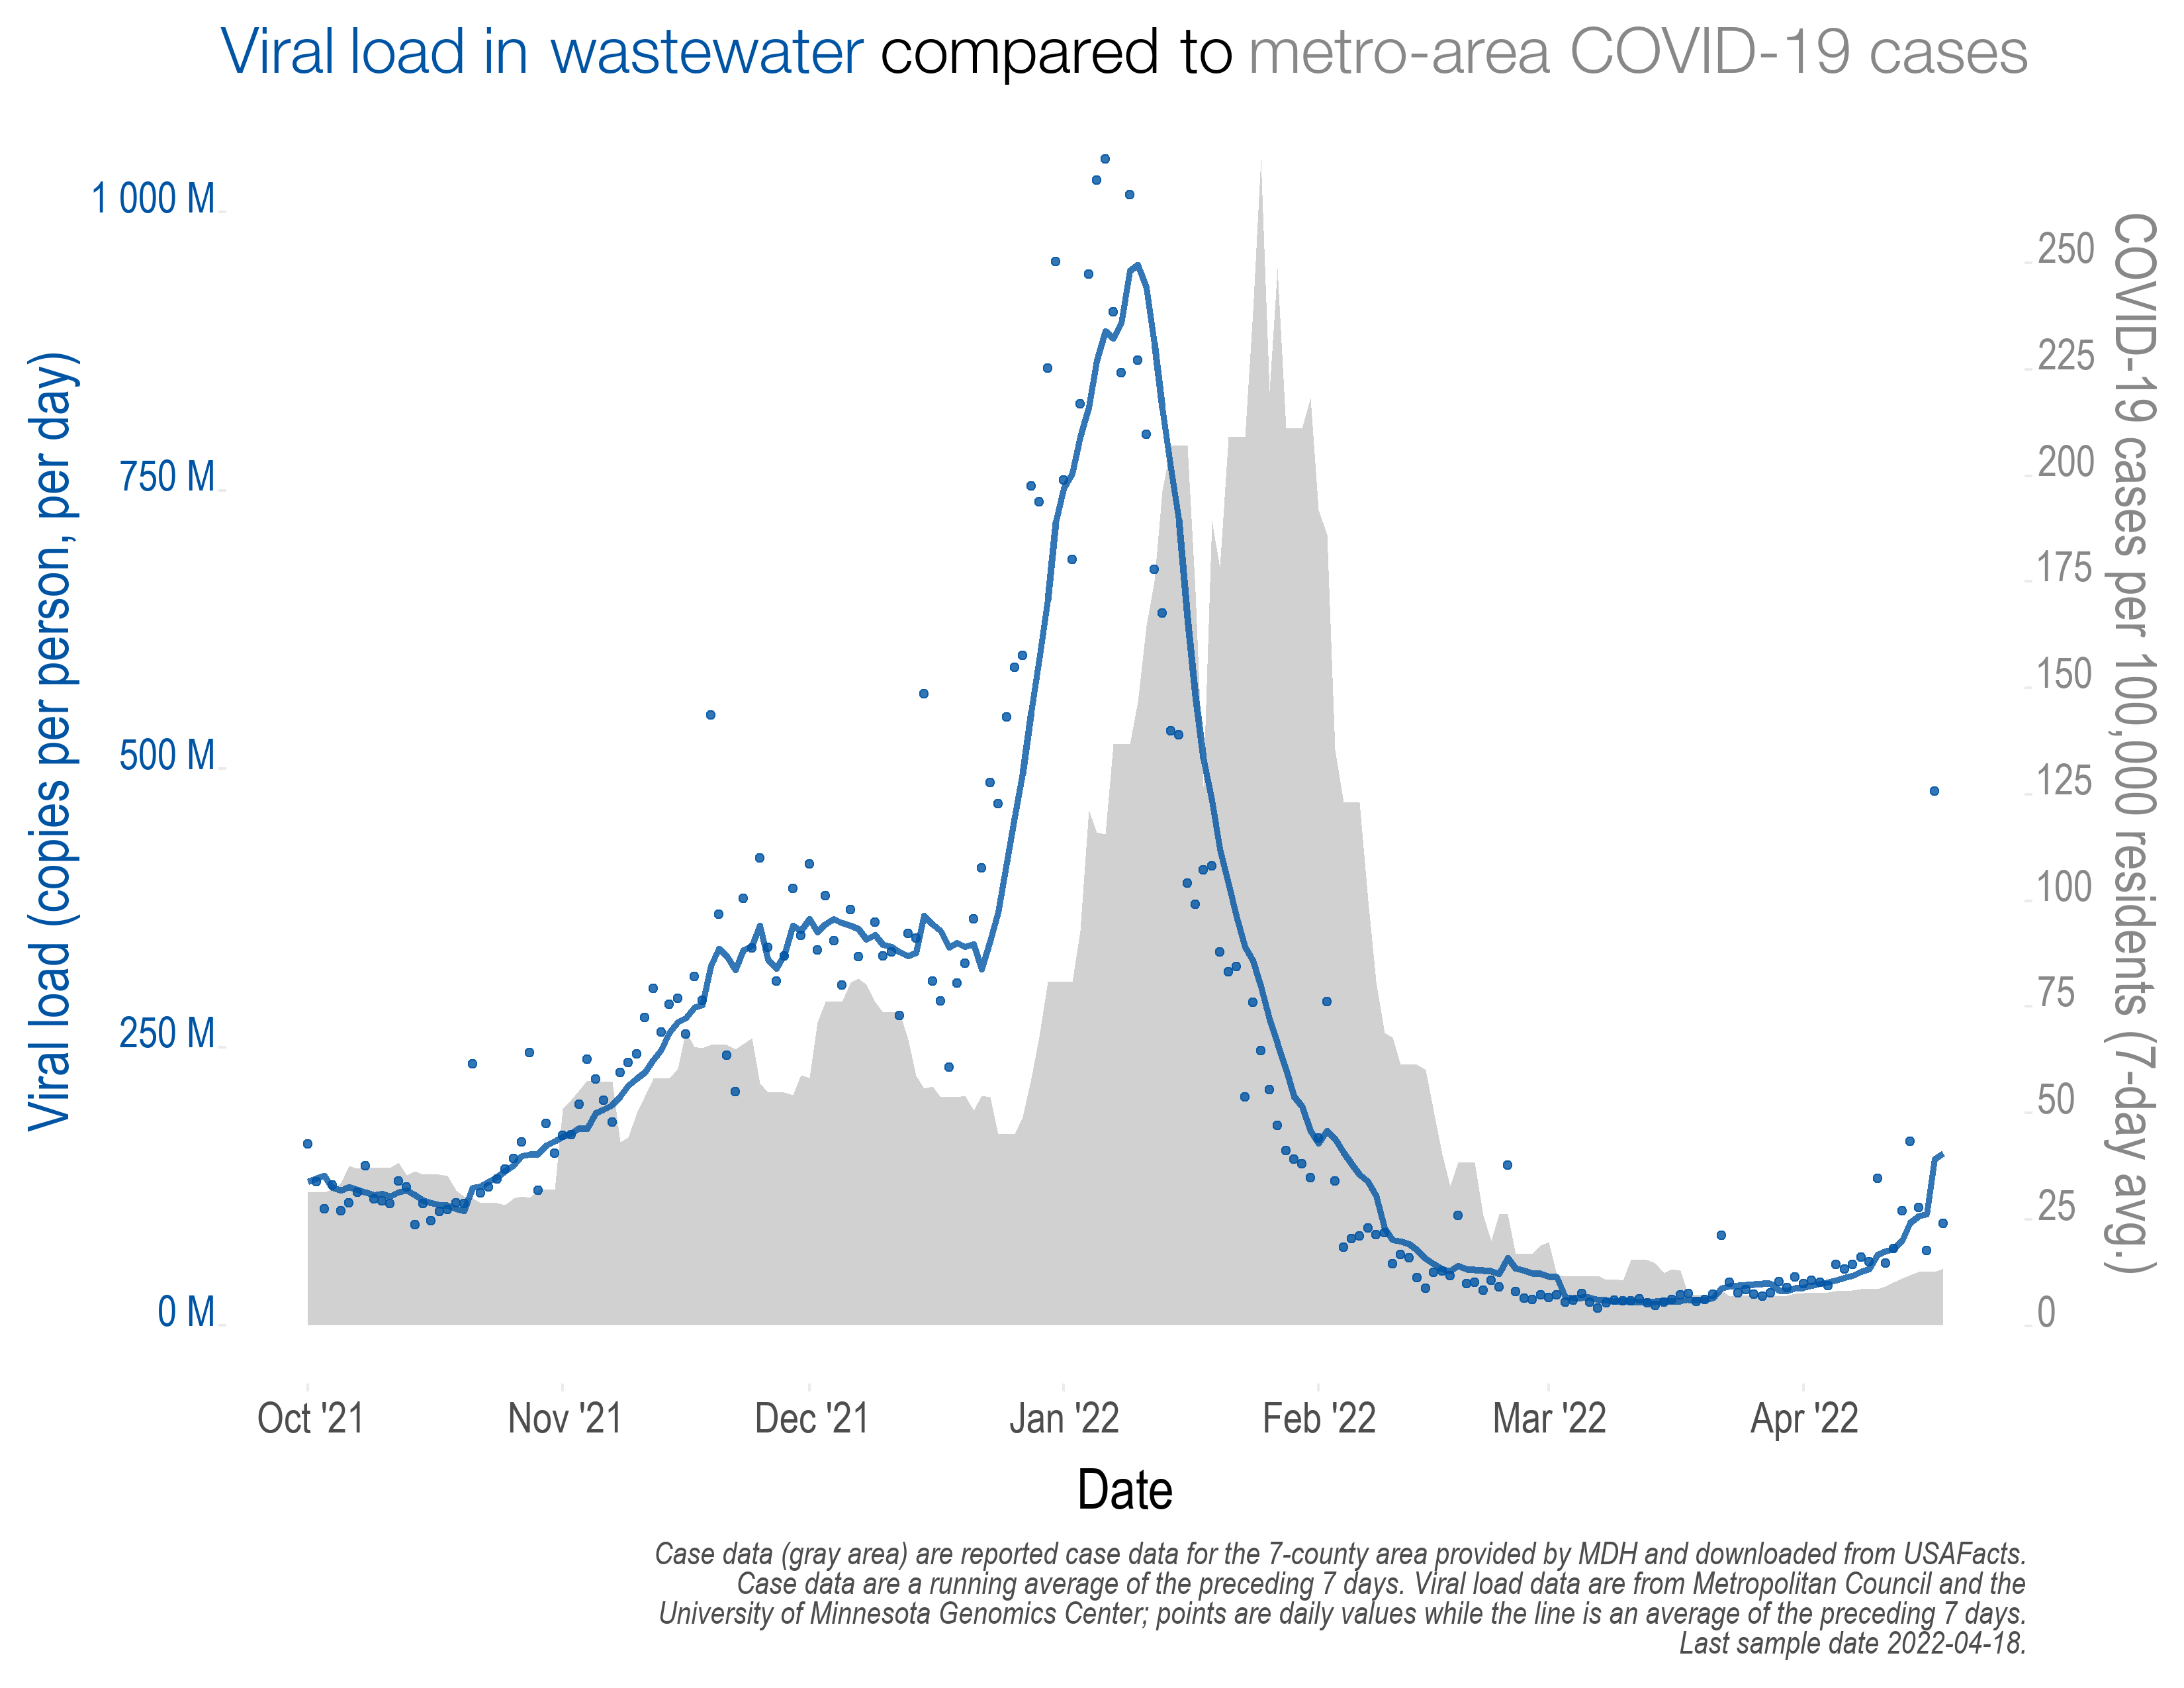 Viral load in wastewater compared to metro-area COVID-19 cases
Viral load (copies per person, per day)
1 000 M
750 M
500 M
250 M
0 M
COVID-19 cases per 100,000 residents (7-day avg.)
250
225
200
175
150
125
100
75
50
25
0
Oct '21
Nov '21
Dec '21
Jan '22
Feb '22
Mar '22
Apr '22
Date
Case data (gray area) are reported case data for the 7-county area provided by MDH and downloaded from USAFacts.
Case data are a running average of the preceding 7 days. Viral load data are from Metropolitan Council and the
University of Minnesota Genomics Center; points are daily values while the line is an average of the preceding 7 days.
Last sample date 2022-04-18.